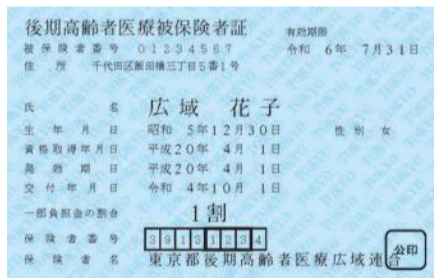 後期高齢者医療被保険者証
有効期限
被保険者番号 01234567
令和 6年 7月31日
住所 千代田区飯田橋三丁目5番1号
氏名 広域 花子
生年月日 昭和 5年12月30日 性別 女
資格取得年月日 平成20年 4月 1日
発効期日 平成20年 4月 1日
交付年月日 令和 4年10月 1日
一部負担金の割合 1割
保険者番号 39131234
保険者名 東京都後期高齢者医療広域連合
公印